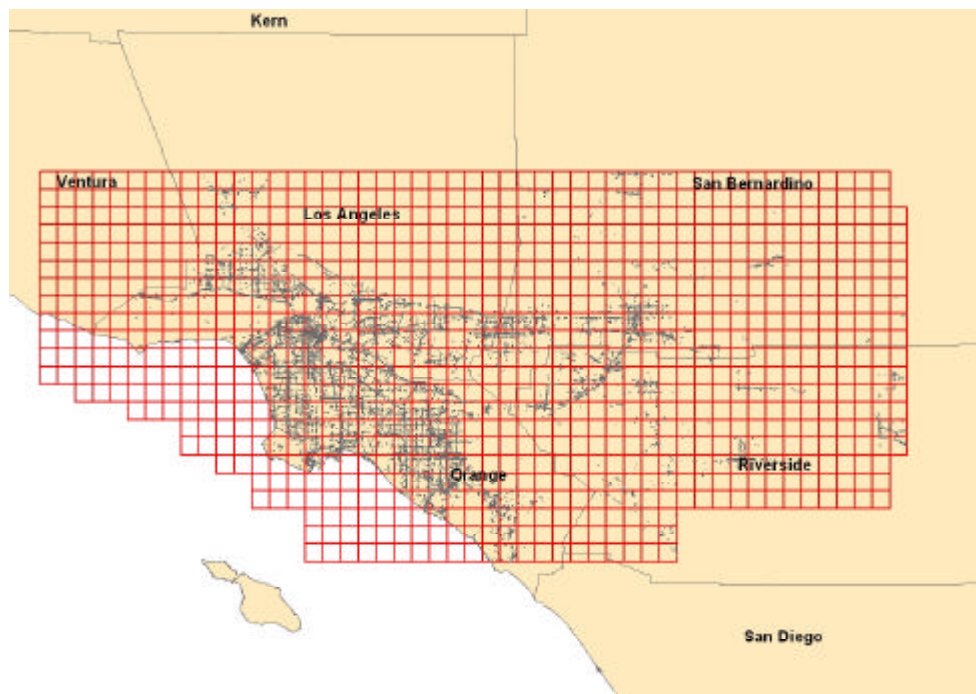 Kern
Ventura
San Bernardino
Los Angeles
Riverside
Orange
San Diego